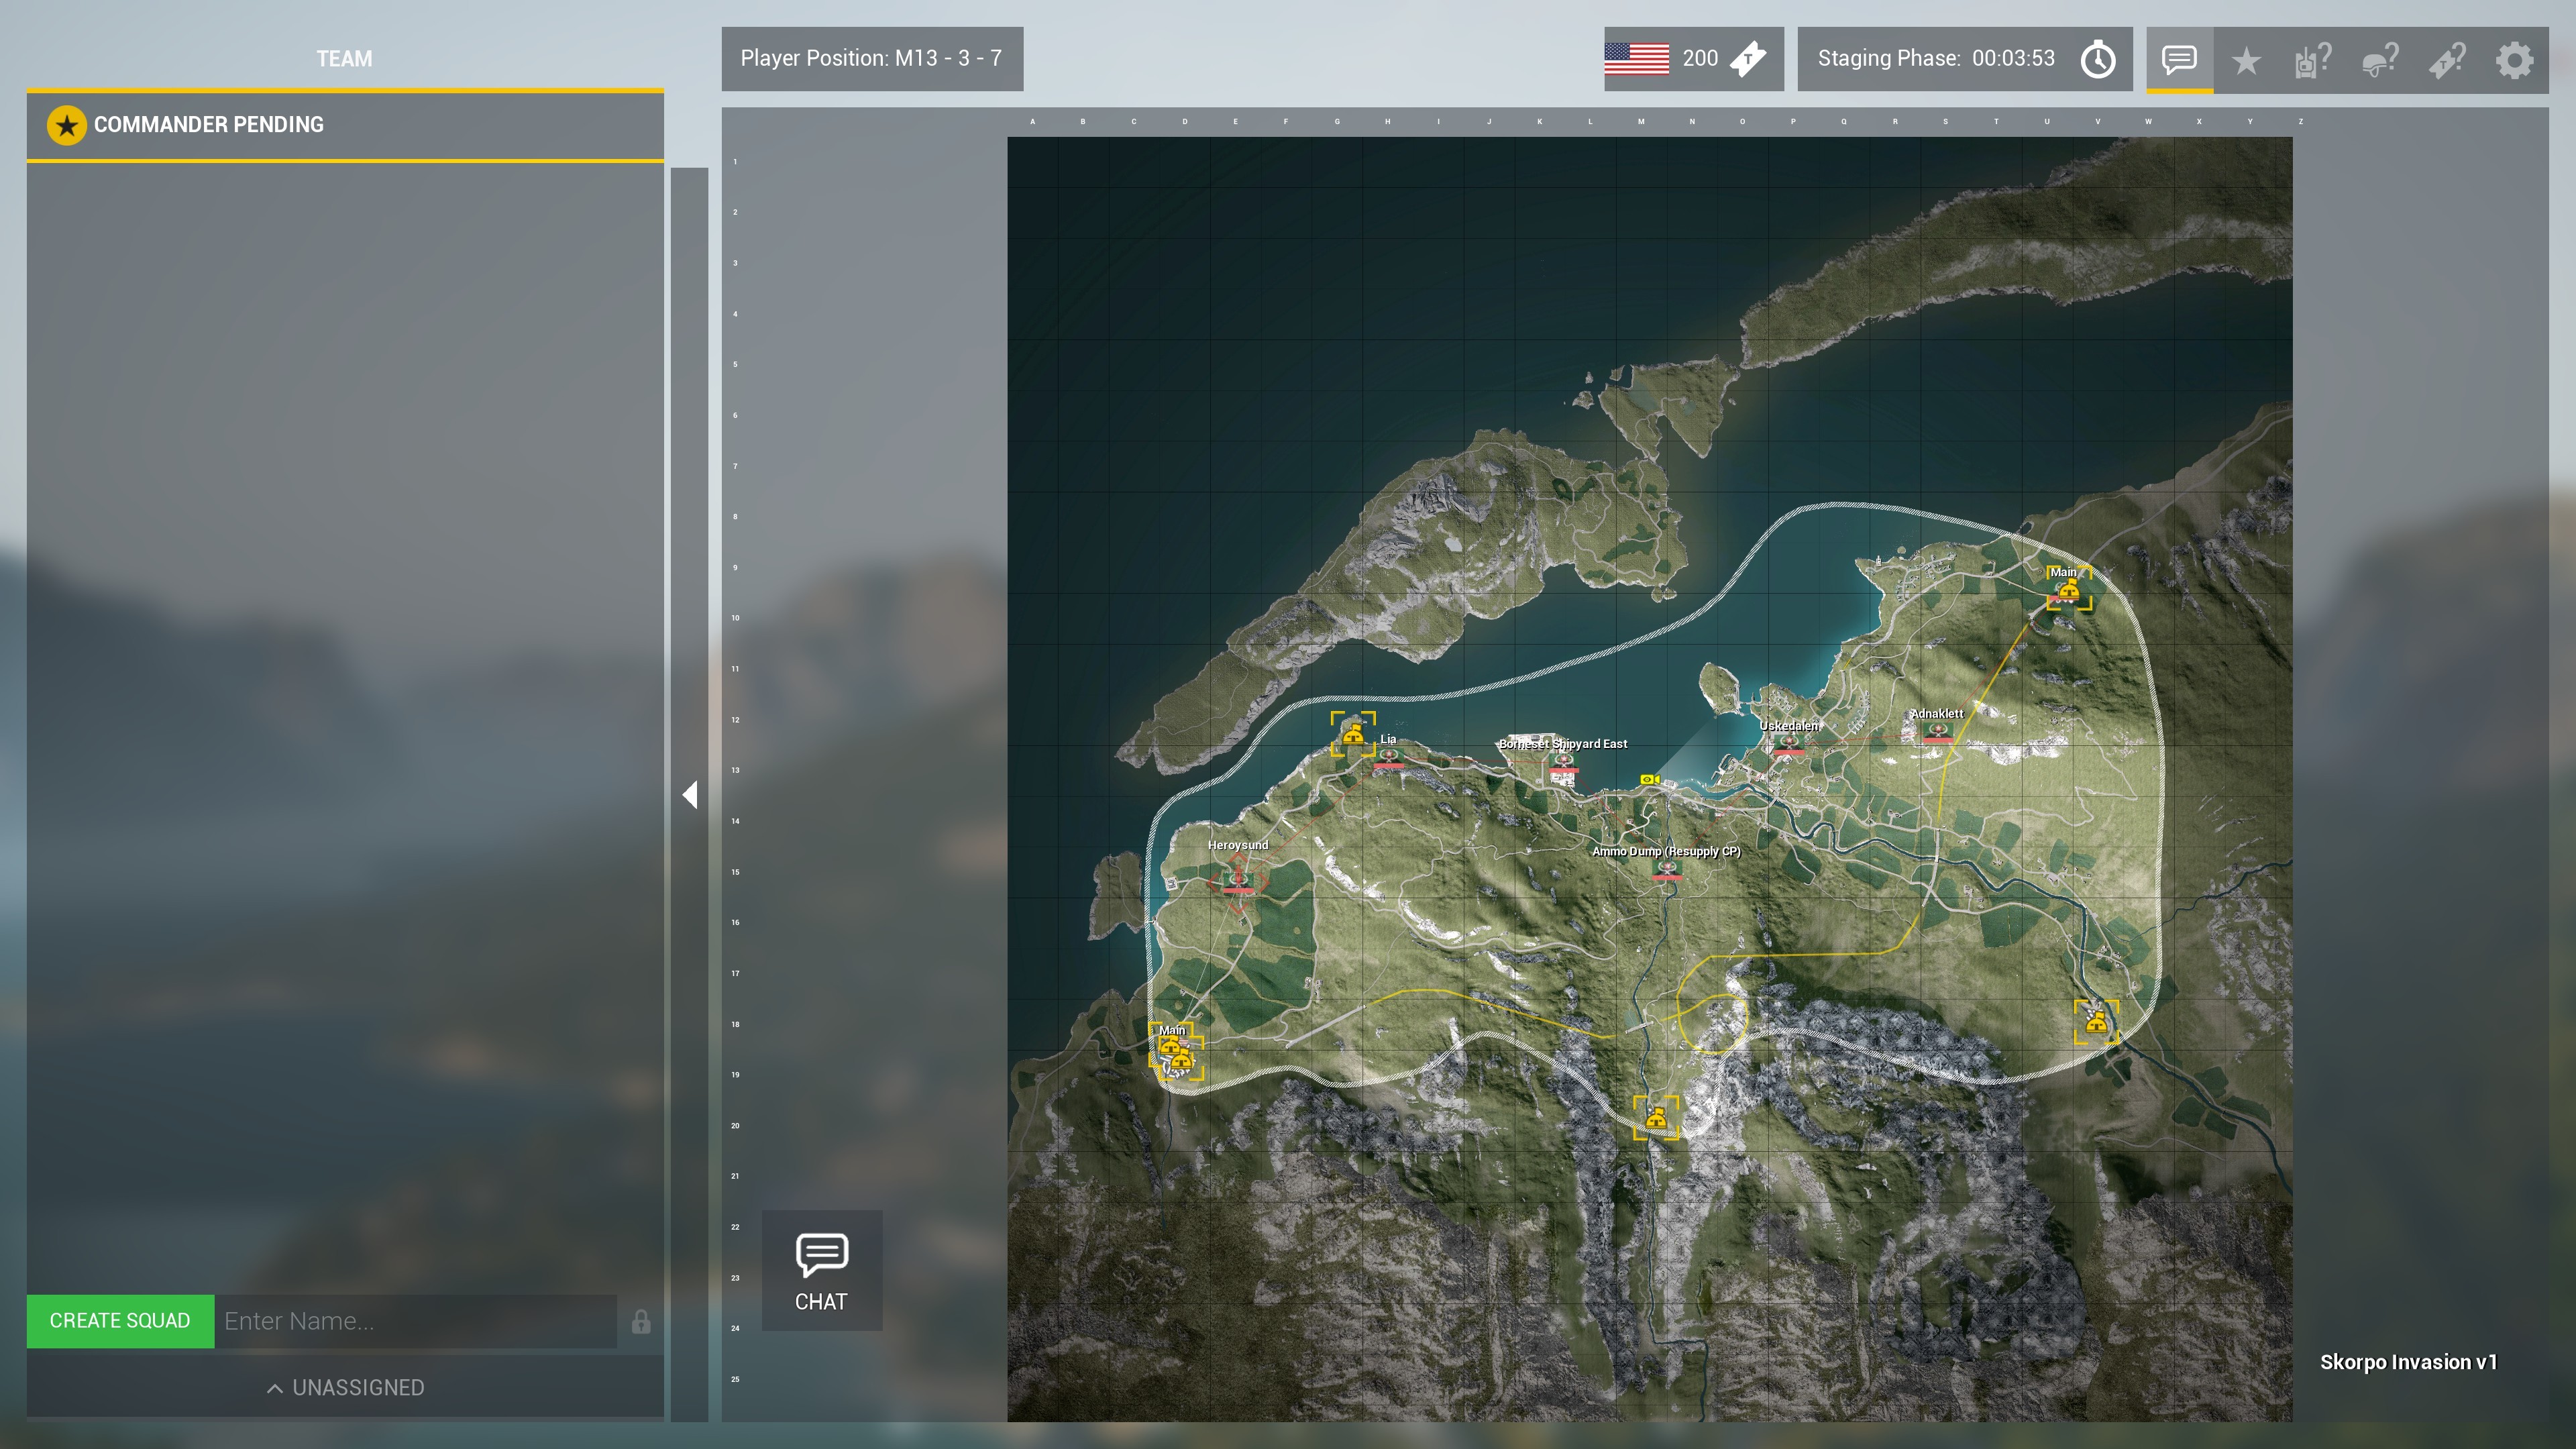 TEAM
Player Position: M13 - 3 - 7
200
T
Staging Phase: 00:03:53
? ? ?
COMMANDER PENDING
A B C D E F G H I J K L M N O P Q R S T U V W X Y Z
1
2
3
4
5
6
7
8
9
Main
10
11
12
Adnaklett
Uskedalen
Lia
Borneset Shipyard East
13
14
Heroysund
Ammo Dump (Resupply CP)
15
16
17
18
Main
19
20
21
22
23
CHAT
24
CREATE SQUAD Enter Name...
Skorpo Invasion v1
25
UNASSIGNED